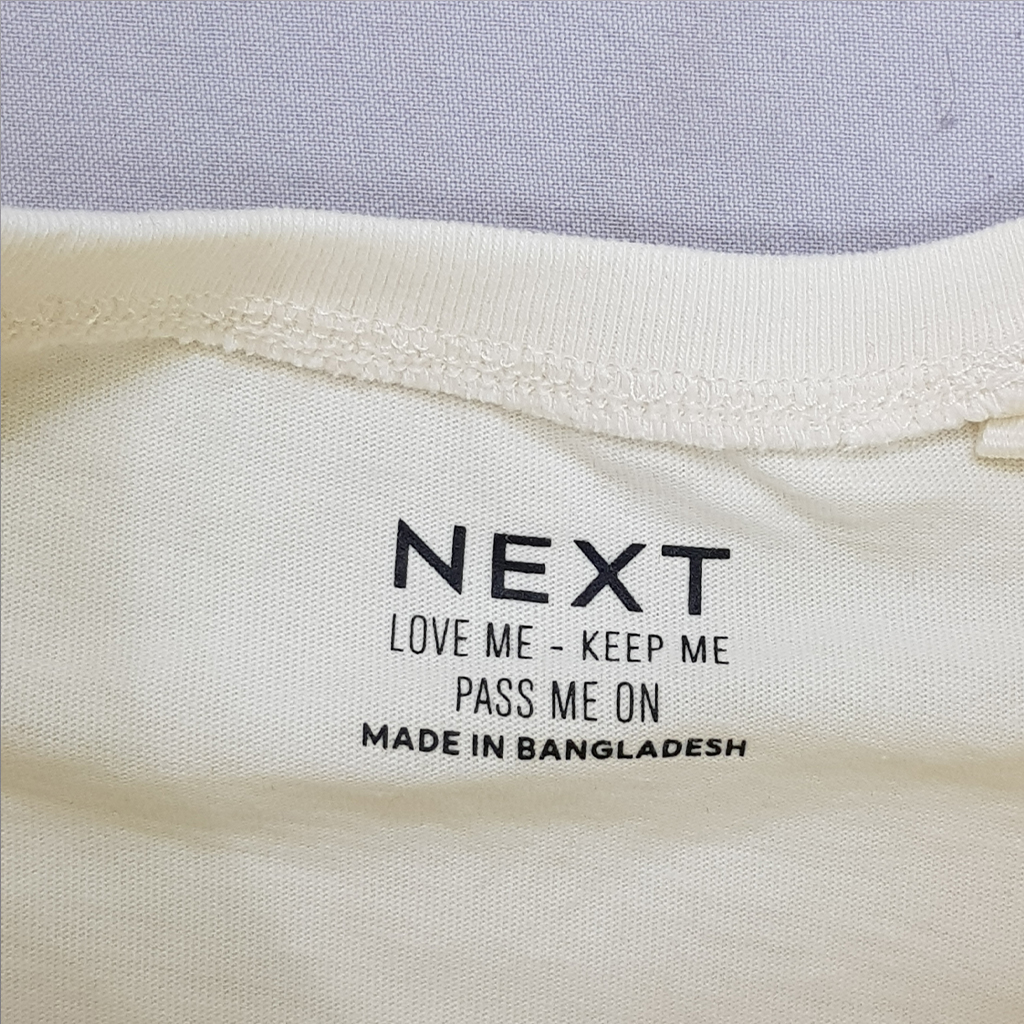 NEXT
LOVE ME - KEEP ME
PASS ME ON
MADE IN BANGLADESH